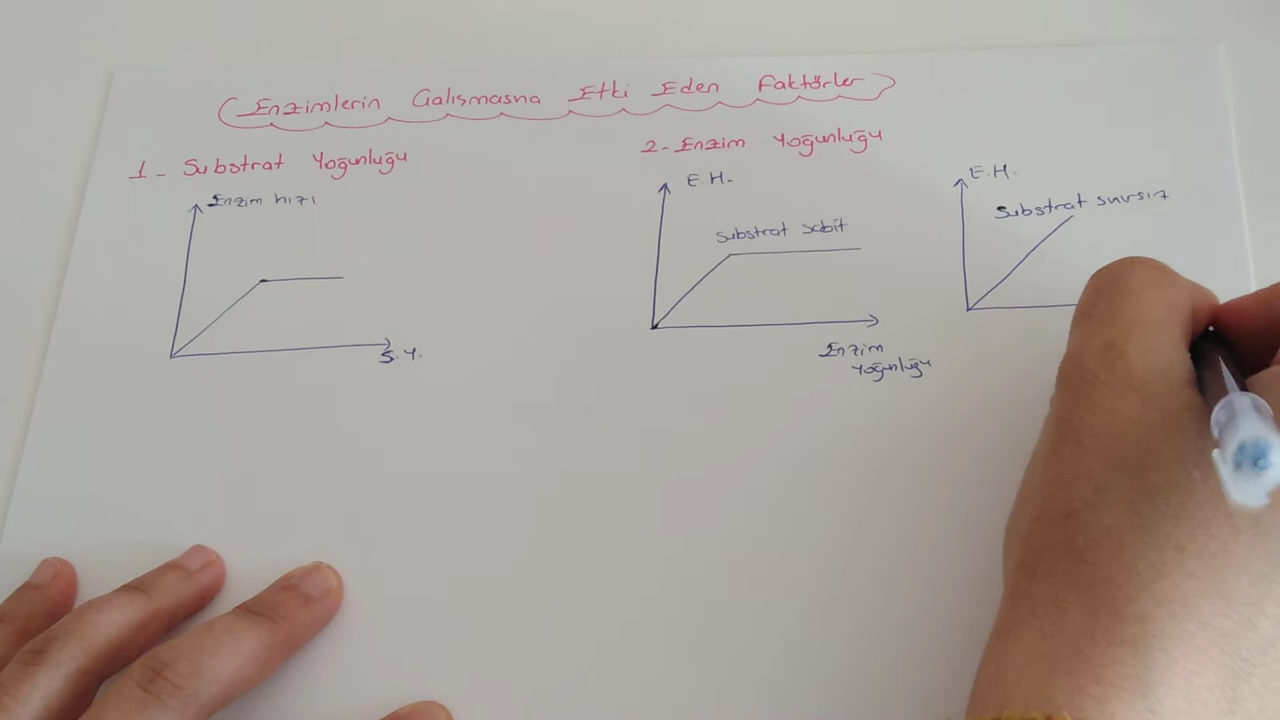 Enzimlerin Çalışmasına Etki Eden Faktörler
1- Substrat Yoğunluğu
Enzim hızı
S.Y.
2- Enzim Yoğunluğu
E.H.
Substrat sabit
Enzim
Yoğunluğu
E.H.
Substrat sınırsız